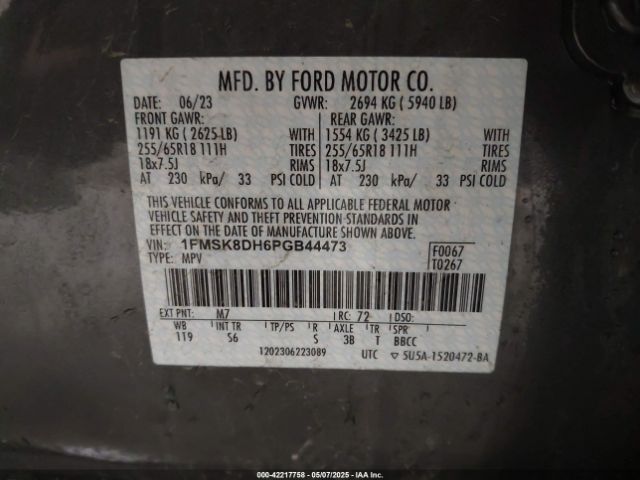 MFD. BY FORD MOTOR CO.
DATE: 06/23 GVWR: 2694 KG ( 5940 LB)
FRONT GAWR: REAR GAWR:
1191 KG ( 2625-LB) WITH 1554 KG ( 3425 LB) WITH
255/65R18 111H TIRES 255/65R18 111H TIRES
18x7.5J RIMS 18x7.5J RIMS
AT 230 kPa/ 33 PSI COLD AT 230 kPa/ 33 PSI COLD
THIS VEHICLE CONFORMS TO ALL APPLICABLE FEDERAL MOTOR
VEHICLE SAFETY AND THEFT PREVENTION STANDARDS IN
EFFECT ON THE DATE OF MANUFACTURE SHOWN ABOVE.
VIN: 1FMSK8DH6PGB44473 F0067
TYPE: MPV T0267
EXT PNT: M7 RC: 72 DSO:
WB INT TR TP/PS R AXLE TR SPR
119 S6 S 3B T BBCC
1202306223089 UTC ▽ 5U5A-1520472-BA
000-42217758 - 05/07/2025 - IAAI, Inc.